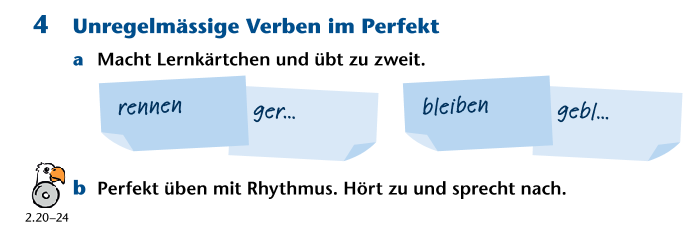 4 Unregelmässige Verben im Perfekt
a Macht Lernkärtchen und übt zu zweit.
rennen ger... bleiben gebl...
b Perfekt üben mit Rhythmus. Hört zu und sprecht nach.
2.20–24